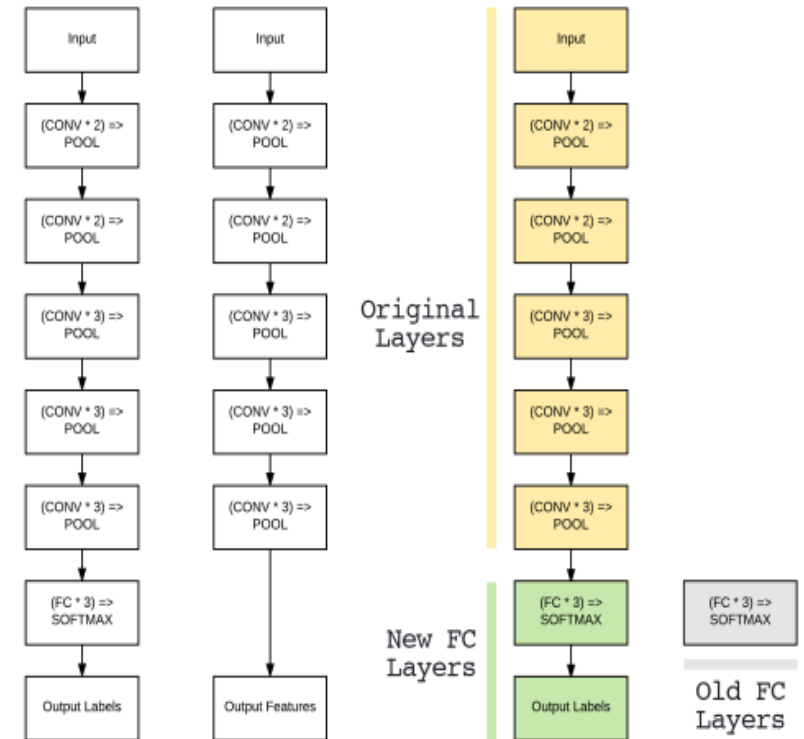 Input
(CONV * 2) =>
POOL
(CONV * 2) =>
POOL
(CONV * 3) =>
POOL
(CONV * 3) =>
POOL
(CONV * 3) =>
POOL
(FC * 3) =>
SOFTMAX
Output Labels
Input
(CONV * 2) =>
POOL
(CONV * 2) =>
POOL
(CONV * 3) =>
POOL
(CONV * 3) =>
POOL
(CONV * 3) =>
POOL
Output Features
Original
Layers
New FC
Layers
Input
(CONV * 2) =>
POOL
(CONV * 2) =>
POOL
(CONV * 3) =>
POOL
(CONV * 3) =>
POOL
(CONV * 3) =>
POOL
(FC * 3) =>
SOFTMAX
Output Labels
(FC * 3) =>
SOFTMAX
Old FC
Layers